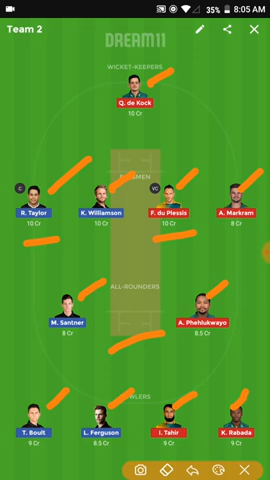 35% 8:05 AM
Team 2
DREAM11
WICKET-KEEPERS
Q. de Kock
10 Cr
C
VC
R. Taylor K. Williamson F. du Plessis A. Markram
10 Cr 10 Cr 10 Cr 8 Cr
ALL-ROUNDERS
M. Santner A. Phehlukwayo
8 Cr 8.5 Cr
T. Boult L. Ferguson I. Tahir K. Rabada
9 Cr 8.5 Cr 9 Cr 9 Cr